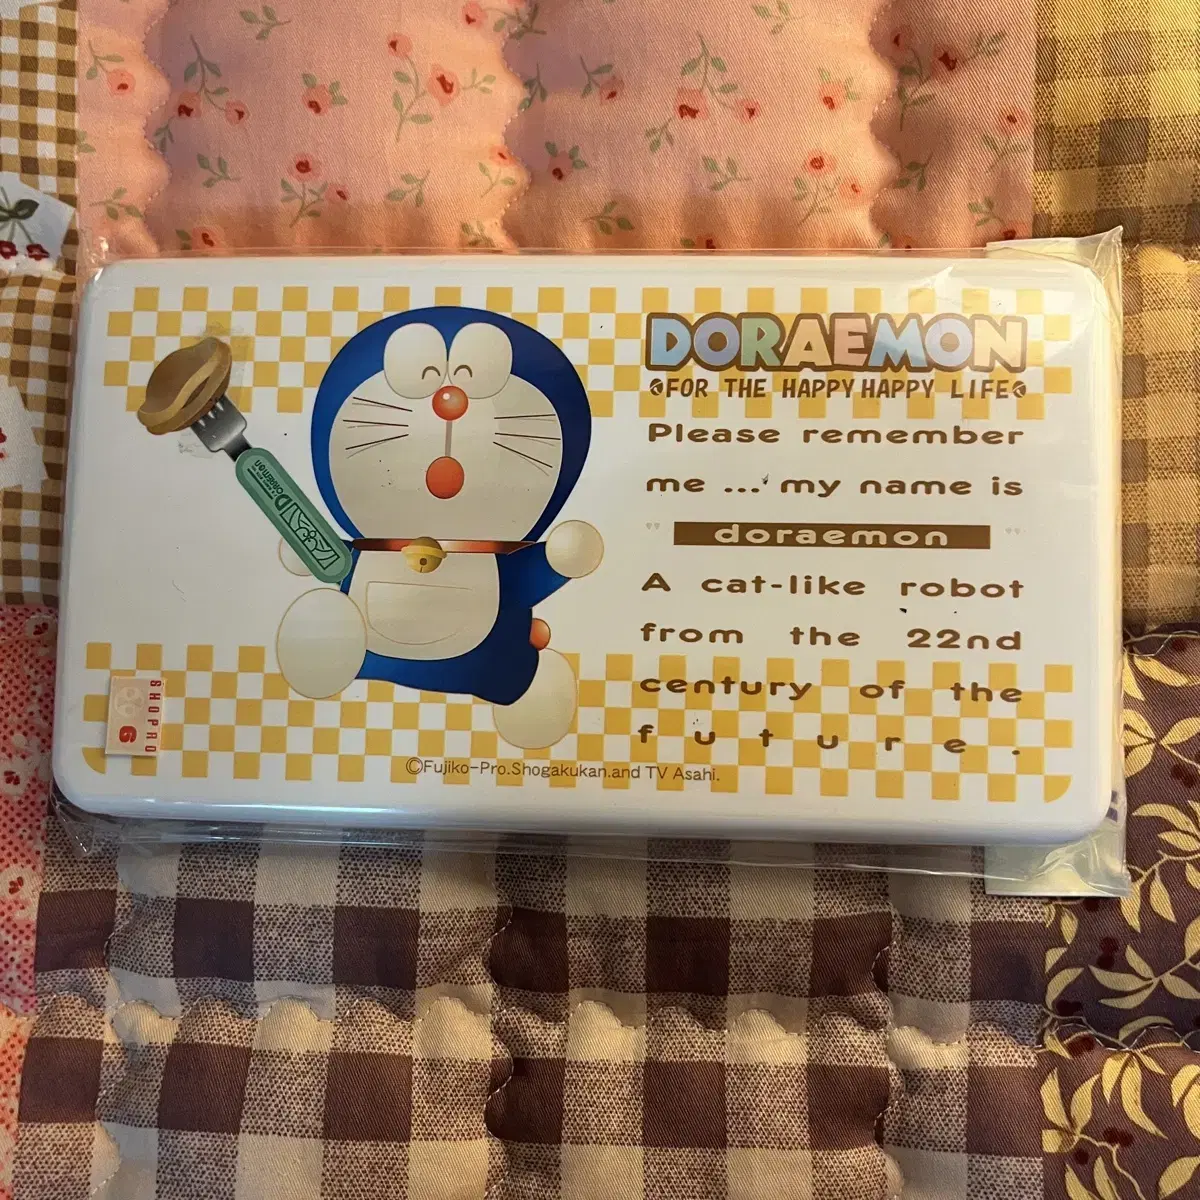 DORAEMON
FOR THE HAPPY HAPPY LIFE
Please remember
me ... my name is
" doraemon "
A cat-like robot
from the 22nd
century of the
future.
DORAEMON
SHOPRO
G
©Fujiko-Pro.Shogakukan.and TV Asahi.